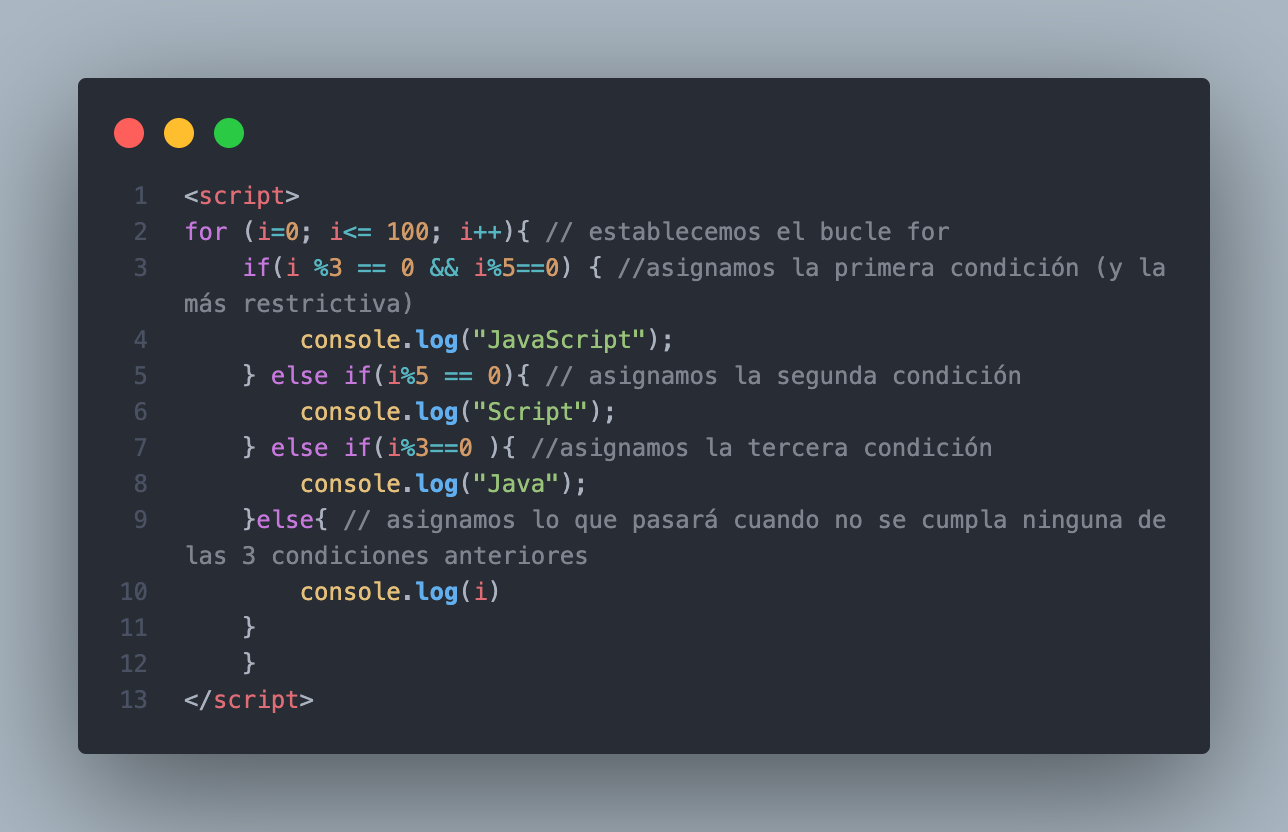 1 <script>
2 for (i=0; i<= 100; i++){ // establecemos el bucle for
3     if(i %3 == 0 && i%5==0) { //asignamos la primera condición (y la
más restrictiva)
4         console.log("JavaScript");
5     } else if(i%5 == 0){ // asignamos la segunda condición
6         console.log("Script");
7     } else if(i%3==0 ){ //asignamos la tercera condición
8         console.log("Java");
9     }else{ // asignamos lo que pasará cuando no se cumpla ninguna de
las 3 condiciones anteriores
10         console.log(i)
11     }
12     }
13 </script>